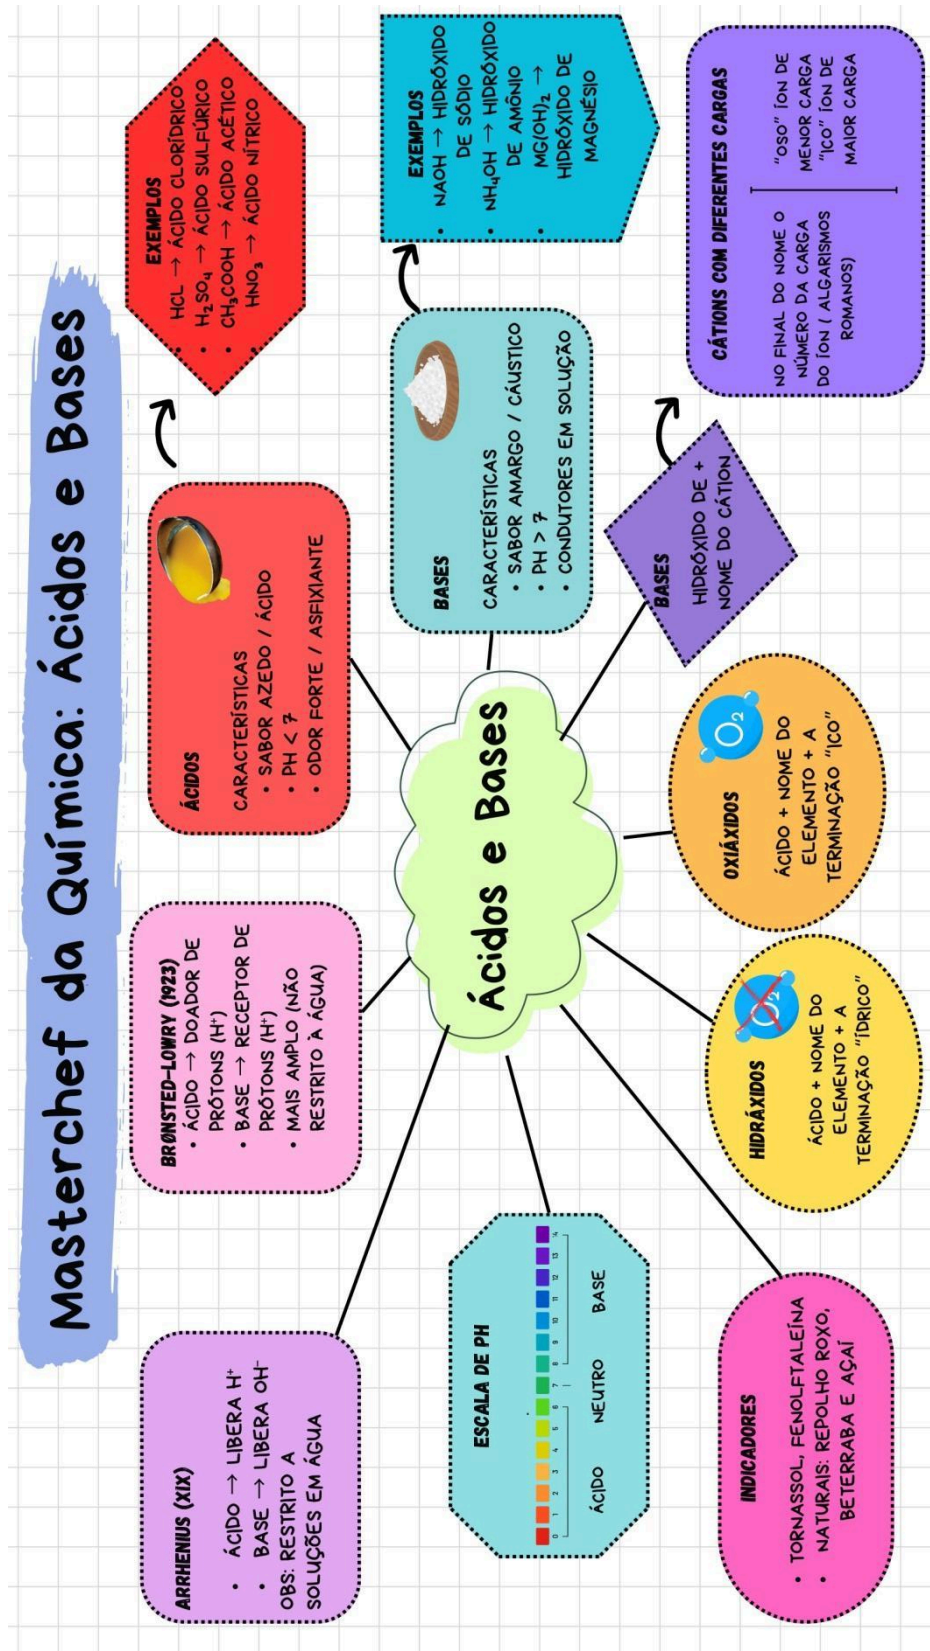 Masterchef da Química: Ácidos e Bases
ARRHENIUS (XIX)
• ÁCIDO → LIBERA H⁺
• BASE → LIBERA OH⁻
OBS: RESTRITO A
SOLUÇÕES EM ÁGUA
BRØNSTED-LOWRY (1923)
• ÁCIDO → DOADOR DE
PRÓTONS (H⁺)
• BASE → RECEPTOR DE
PRÓTONS (H⁺)
• MAIS AMPLO (NÃO
RESTRITO À ÁGUA)
ÁCIDOS
CARACTERÍSTICAS
• SABOR AZEDO / ÁCIDO
• PH < 7
• ODOR FORTE / ASFIXIANTE
EXEMPLOS
• HCL → ÁCIDO CLORÍDRICO
• H₂SO₄ → ÁCIDO SULFÚRICO
• CH₃COOH → ÁCIDO ACÉTICO
• HNO₃ → ÁCIDO NÍTRICO
ESCALA DE PH
0 1 2 3 4 5 6 7 8 9 10 11 12 13 14
ÁCIDO NEUTRO BASE
Ácidos e Bases
BASES
CARACTERÍSTICAS
• SABOR AMARGO / CÁUSTICO
• PH > 7
• CONDUTORES EM SOLUÇÃO
EXEMPLOS
• NAOH → HIDRÓXIDO
DE SÓDIO
• NH₄OH → HIDRÓXIDO
DE AMÔNIO
• MG(OH)₂ →
HIDRÓXIDO DE
MAGNÉSIO
INDICADORES
• TORNASSOL, FENOLFTALEÍNA
• NATURAIS: REPOLHO ROXO,
BETERRABA E AÇAÍ
HIDRÁXIDOS
O₂
ÁCIDO + NOME DO
ELEMENTO + A
TERMINAÇÃO "ÍDRICO"
OXIÁXIDOS
O₂
ÁCIDO + NOME DO
ELEMENTO + A
TERMINAÇÃO "ICO"
BASES
HIDRÓXIDO DE +
NOME DO CÁTION
CÁTIONS COM DIFERENTES CARGAS
NO FINAL DO NOME O
NÚMERO DA CARGA
DO ÍON ( ALGARISMOS
ROMANOS)
"OSO" ÍON DE
MENOR CARGA
"ICO" ÍON DE
MAIOR CARGA